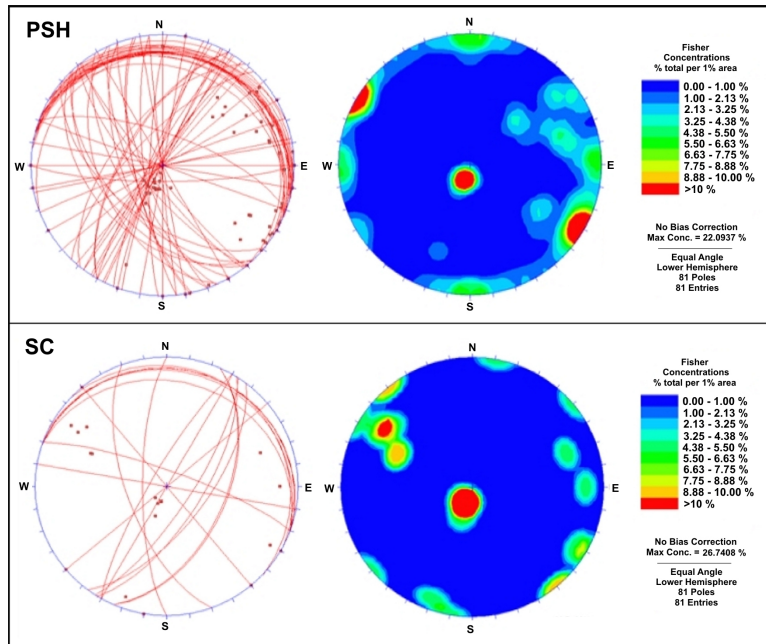 PSH
N
W
E
S
N
W
E
S
Fisher
Concentrations
% total per 1% area
0.00 - 1.00 %
1.00 - 2.13 %
2.13 - 3.25 %
3.25 - 4.38 %
4.38 - 5.50 %
5.50 - 6.63 %
6.63 - 7.75 %
7.75 - 8.88 %
8.88 - 10.00 %
>10 %
No Bias Correction
Max Conc. = 22.0937 %
Equal Angle
Lower Hemisphere
81 Poles
81 Entries
SC
N
W
E
S
N
W
E
S
Fisher
Concentrations
% total per 1% area
0.00 - 1.00 %
1.00 - 2.13 %
2.13 - 3.25 %
3.25 - 4.38 %
4.38 - 5.50 %
5.50 - 6.63 %
6.63 - 7.75 %
7.75 - 8.88 %
8.88 - 10.00 %
>10 %
No Bias Correction
Max Conc. = 26.7408 %
Equal Angle
Lower Hemisphere
81 Poles
81 Entries